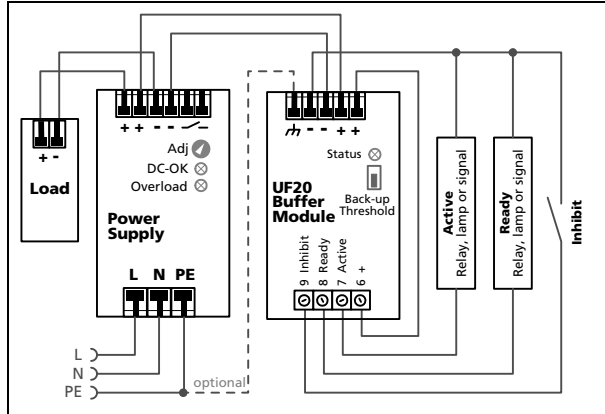 + + - -
+ -
Load
Adj
DC-OK
Overload
Power
Supply
L N PE
L
N
PE
optional
- - + +
Status
UF20
Buffer
Module
Back-up
Threshold
9 Inhibit
8 Ready
7 Active
6 +
Active
Relay, lamp or signal
Ready
Relay, lamp or signal
Inhibit